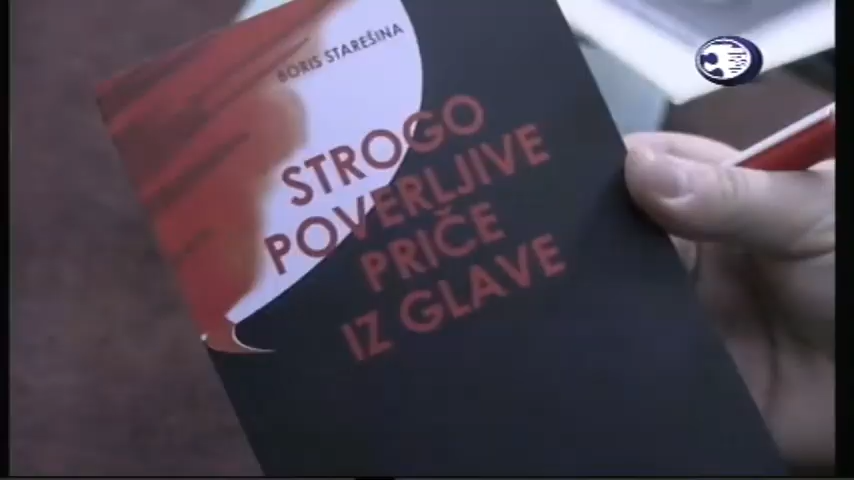 BORIS STAREŠINA
STROGO
POVERLJIVE
PRIČE
IZ GLAVE